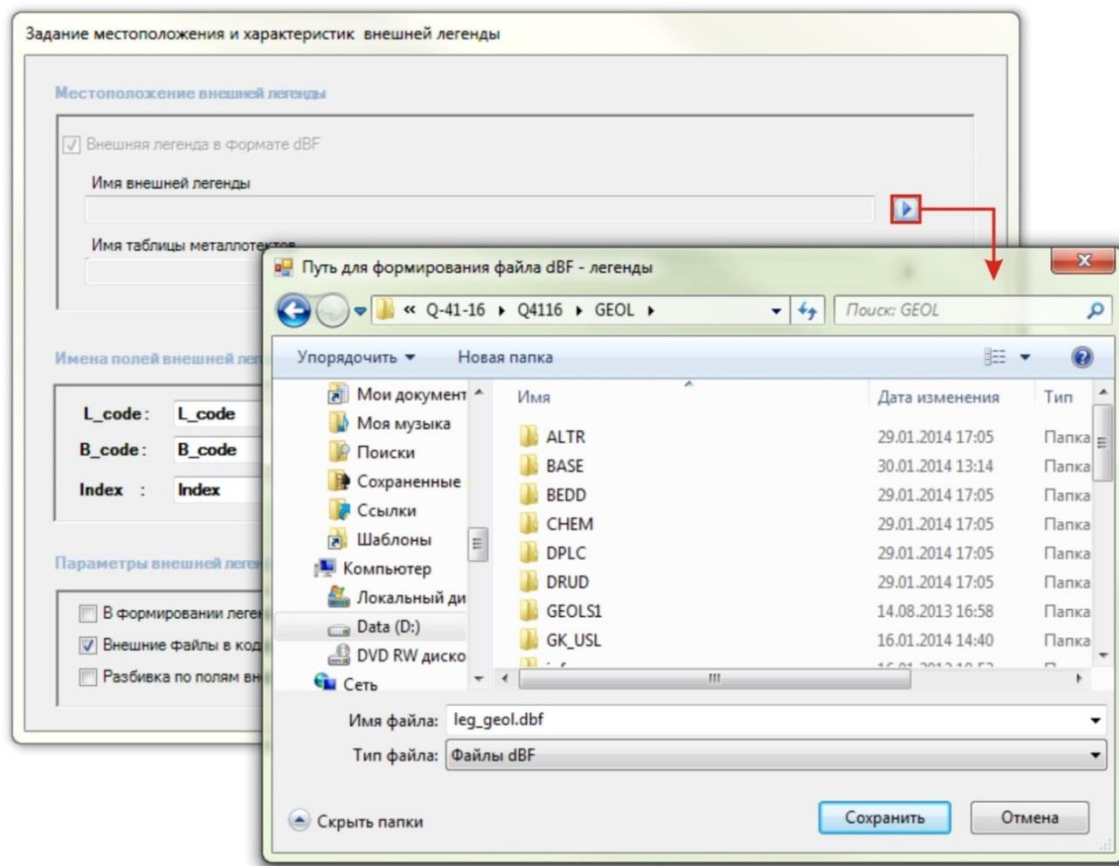 Задание местоположения и характеристик внешней легенды
Местоположение внешней легенды
Внешняя легенда в формате dBF
Имя внешней легенды
Имя таблицы металлотектов
Имена полей внешней
L_code: L_code
B_code: B_code
Index : Index
Параметры внешней
В формировании
Внешние файлы в
Разбивка по полям
Путь для формирования файла dBF - легенды
« Q-41-16 Q4116 GEOL
Поиск: GEOL
Упорядочить Новая папка
Мои документ
Моя музыка
Поиски
Сохраненные
Ссылки
Шаблоны
Компьютер
Локальный ди
Data (D:)
DVD RW диско
Сеть
Имя Дата изменения Тип
ALTR 29.01.2014 17:05 Папка
BASE 30.01.2014 13:14 Папка
BEDD 29.01.2014 17:05 Папка
CHEM 29.01.2014 17:05 Папка
DPLC 29.01.2014 17:05 Папка
DRUD 29.01.2014 17:05 Папка
GEOLS1 14.08.2013 16:58 Папка
GK_USL 16.01.2014 14:40 Папка
Имя файла: leg_geol.dbf
Тип файла: Файлы dBF
Скрыть папки
Сохранить Отмена